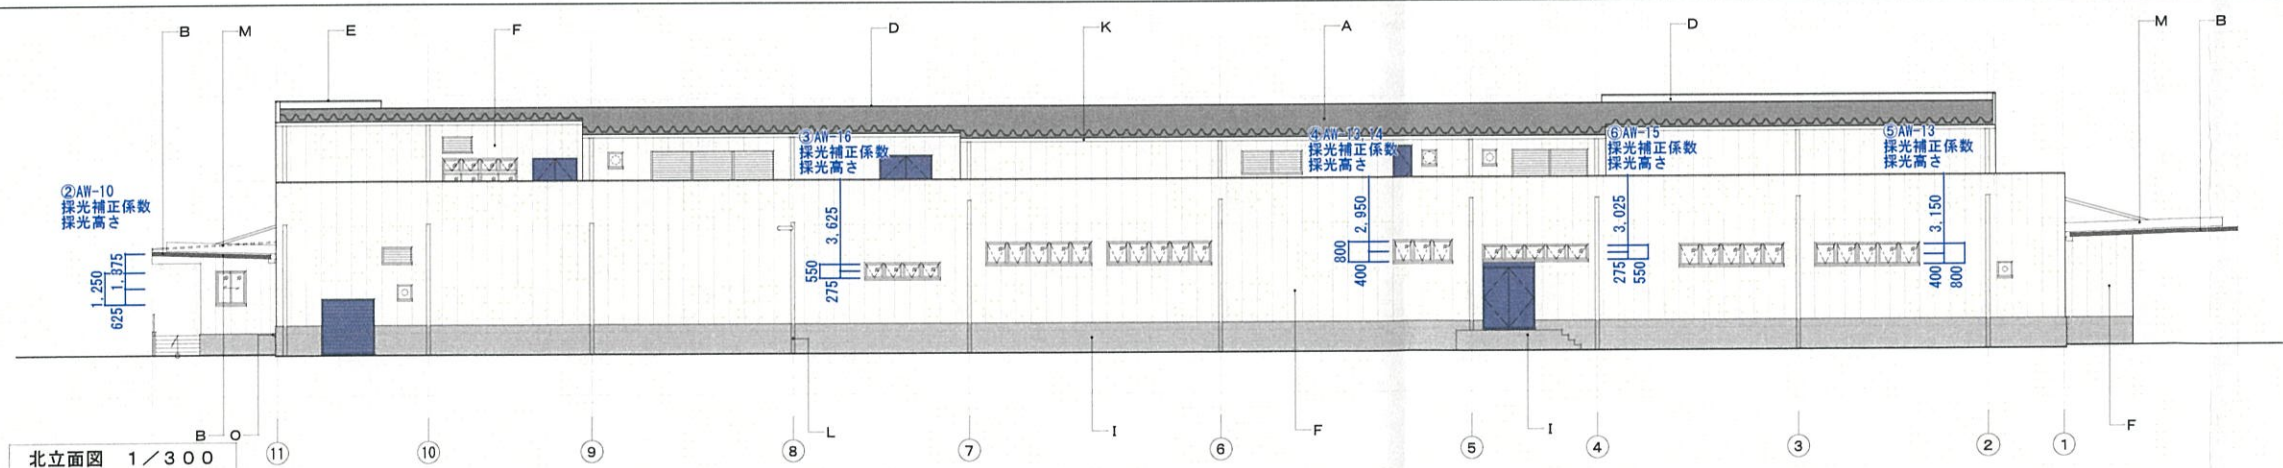 B
M
E
F
D
K
A
D
M
B
②AW-10
採光補正係数
採光高さ
③AW-16
採光補正係数
採光高さ
④AW-13,14
採光補正係数
採光高さ
⑥AW-15
採光補正係数
採光高さ
⑤AW-13
採光補正係数
採光高さ
1,250
1,875
625
3,625
550
275
2,950
800
400
3,025
275
550
3,150
400
800
B
O
L
I
F
I
F
⑪
⑩
⑨
⑧
⑦
⑥
⑤
④
③
②
①
北立面図 1/300